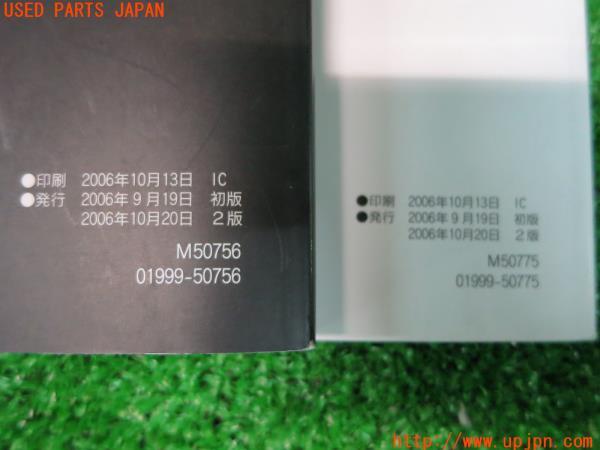 USED PARTS JAPAN
●印刷 2006年10月13日 IC
●発行 2006年 9月19日 初版
2006年10月20日 2版
M50756
01999-50756
●印刷 2006年10月13日 IC
●発行 2006年 9月19日 初版
2006年10月20日 2版
M50775
01999-50775
http://www.upjpn.com/